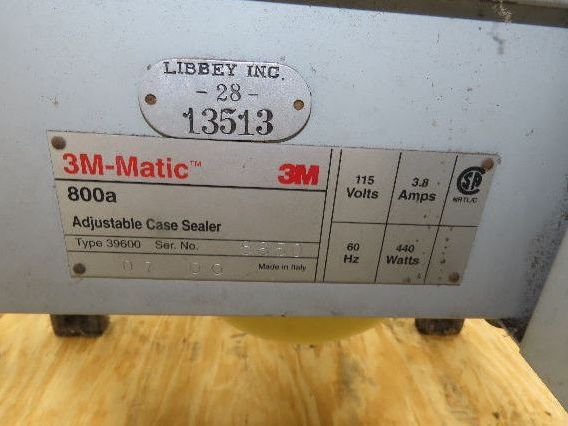 LIBBEY INC.
- 28 -
13513
3M-Matic™
3M
800a
Adjustable Case Sealer
Type 39600 Ser. No.
Made in Italy
115
Volts
3.8
Amps
60
Hz
440
Watts
NRTL/C